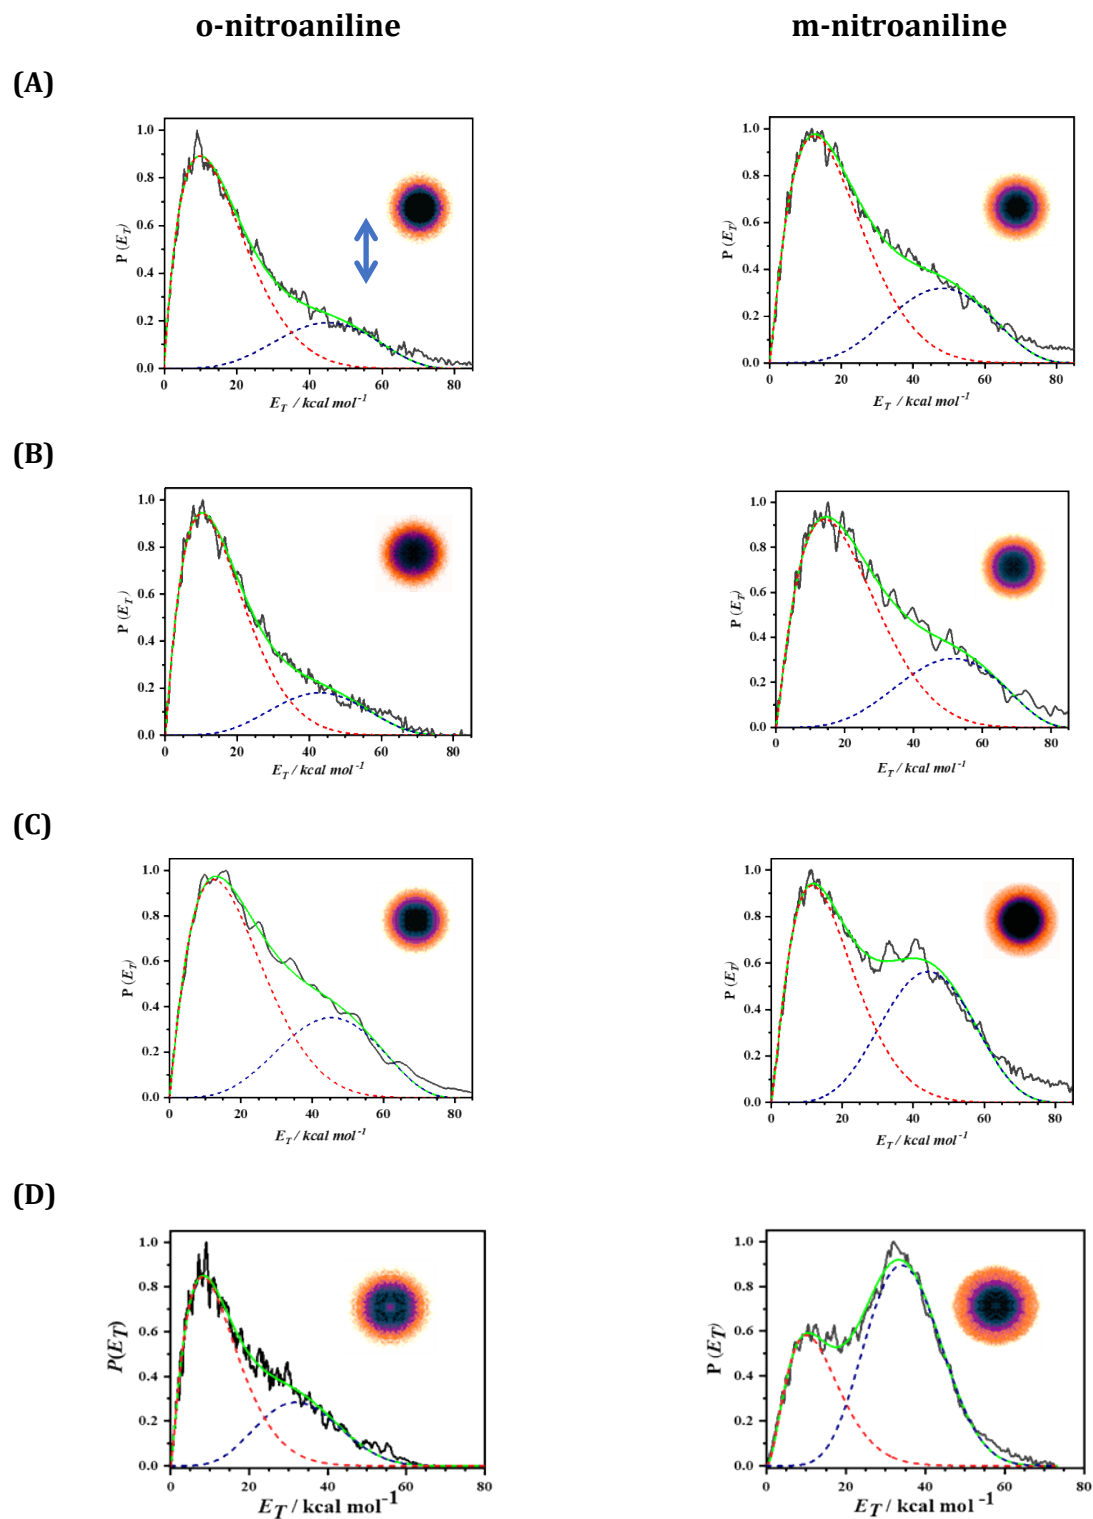 o-nitroaniline m-nitroaniline
(A)
P (E_T) 1.0 0.8 0.6 0.4 0.2 0.0
0 20 40 60 80
E_T / kcal mol⁻¹
P (E_T) 1.0 0.8 0.6 0.4 0.2 0.0
0 20 40 60 80
E_T / kcal mol⁻¹
(B)
P (E_T) 1.0 0.8 0.6 0.4 0.2 0.0
0 20 40 60 80
E_T / kcal mol⁻¹
P (E_T) 1.0 0.8 0.6 0.4 0.2 0.0
0 20 40 60 80
E_T / kcal mol⁻¹
(C)
P (E_T) 1.0 0.8 0.6 0.4 0.2 0.0
0 20 40 60 80
E_T / kcal mol⁻¹
P (E_T) 1.0 0.8 0.6 0.4 0.2 0.0
0 20 40 60 80
E_T / kcal mol⁻¹
(D)
P(E_T) 1.0 0.8 0.6 0.4 0.2 0.0
0 20 40 60 80
E_T / kcal mol⁻¹
P (E_T) 1.0 0.8 0.6 0.4 0.2 0.0
0 20 40 60 80
E_T / kcal mol⁻¹